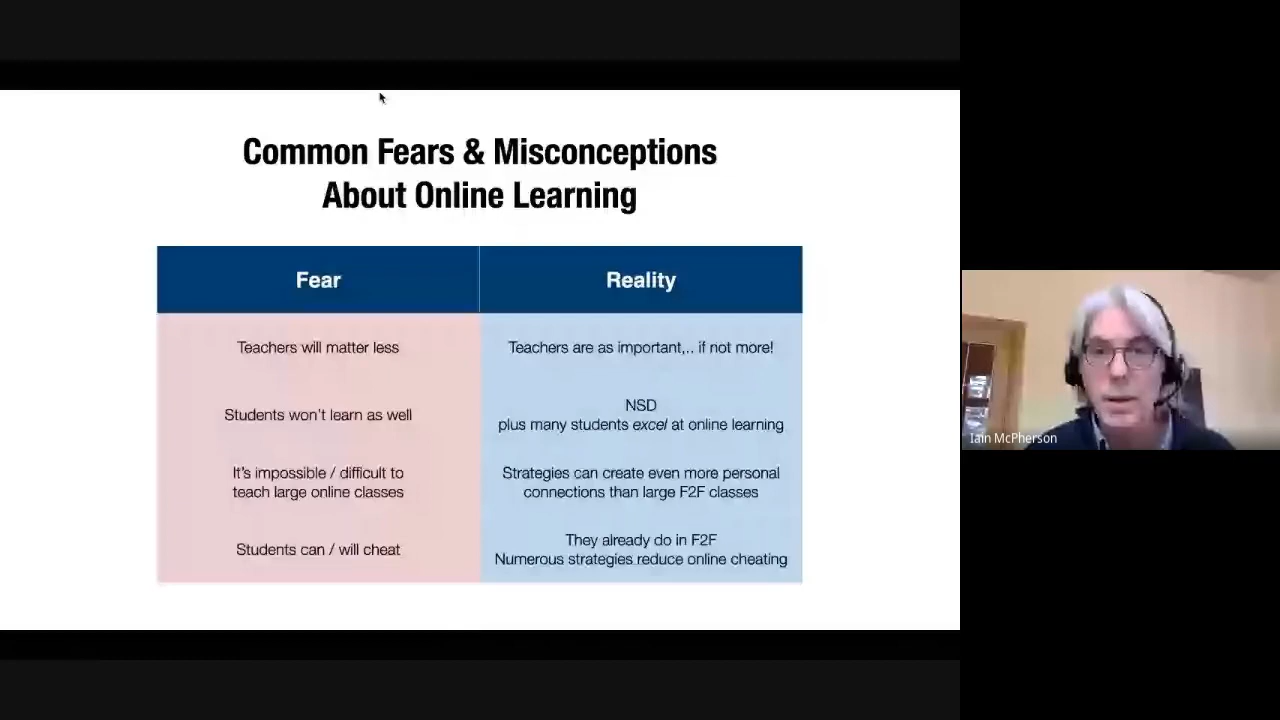 Common Fears & Misconceptions
About Online Learning
Fear
Reality
Teachers will matter less
Teachers are as important,.. if not more!
Students won't learn as well
NSD
plus many students excel at online learning
It's impossible / difficult to
teach large online classes
Strategies can create even more personal
connections than large F2F classes
Students can / will cheat
They already do in F2F
Numerous strategies reduce online cheating
Iain McPherson